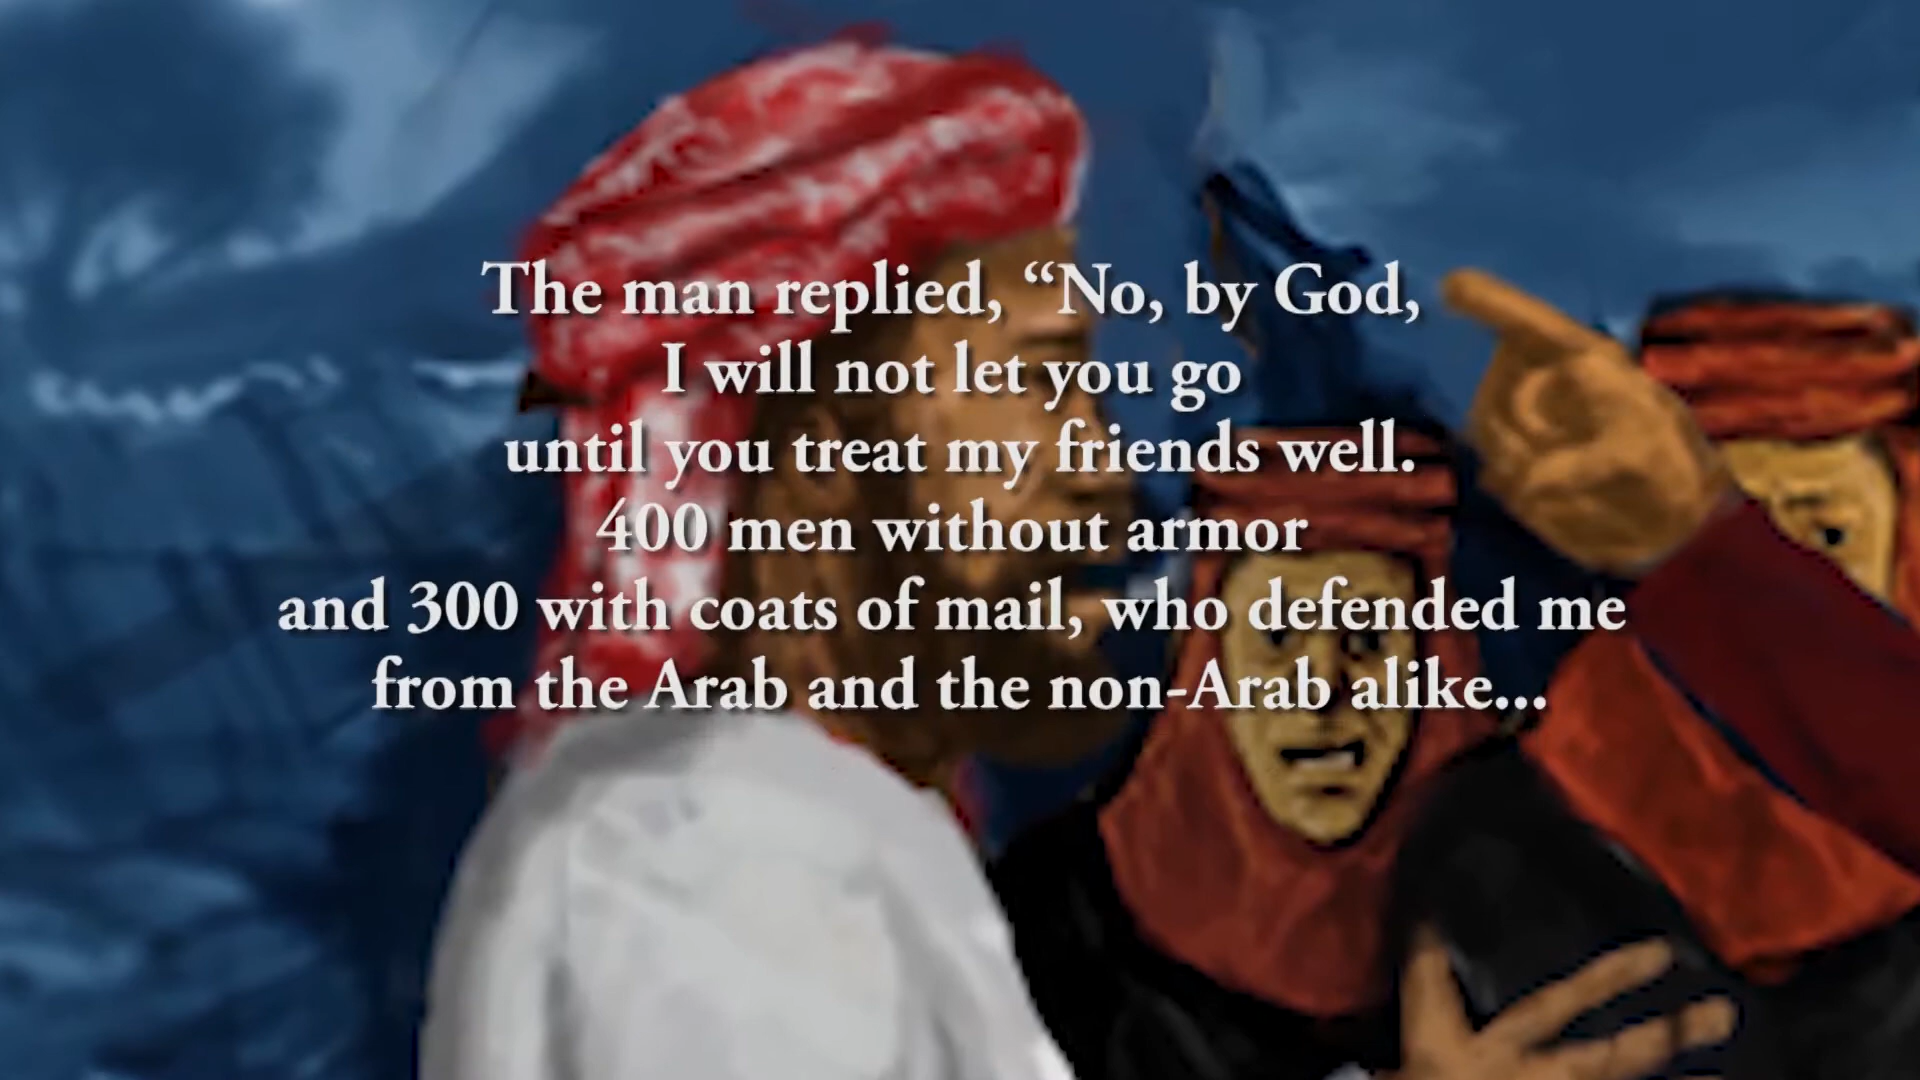 The man replied, “No, by God,
I will not let you go
until you treat my friends well.
400 men without armor
and 300 with coats of mail, who defended me
from the Arab and the non-Arab alike...